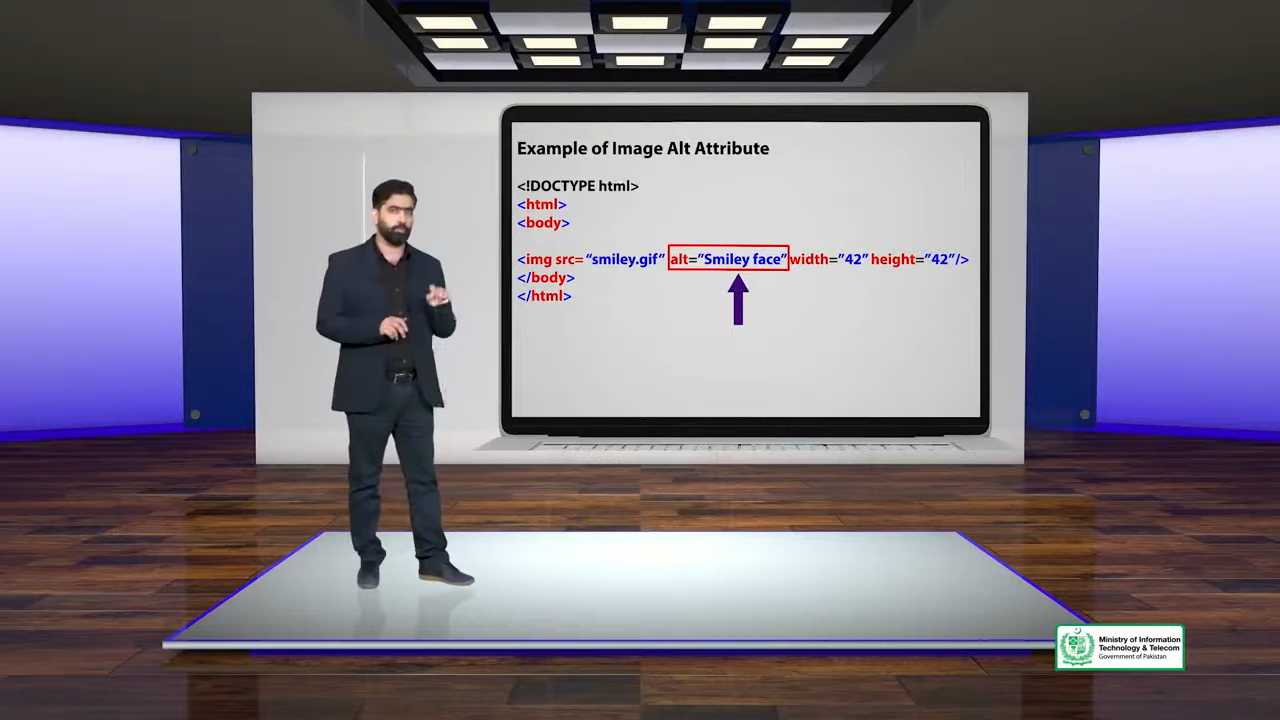 Example of Image Alt Attribute
<!DOCTYPE html>
<html>
<body>
<img src= “smiley.gif” alt=”Smiley face” width=”42” height=”42”/>
</body>
</html>
Ministry of Information
Technology & Telecom
Government of Pakistan